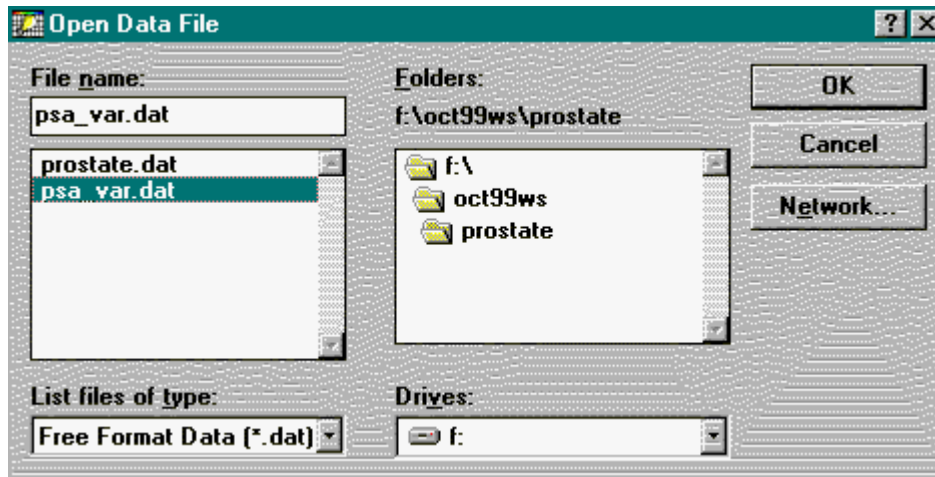 Open Data File
File name:
psa_var.dat
prostate.dat
psa_var.dat
List files of type:
Free Format Data (*.dat)
Folders:
f:\oct99ws\prostate
f:\
oct99ws
prostate
Drives:
f:
OK
Cancel
Network...